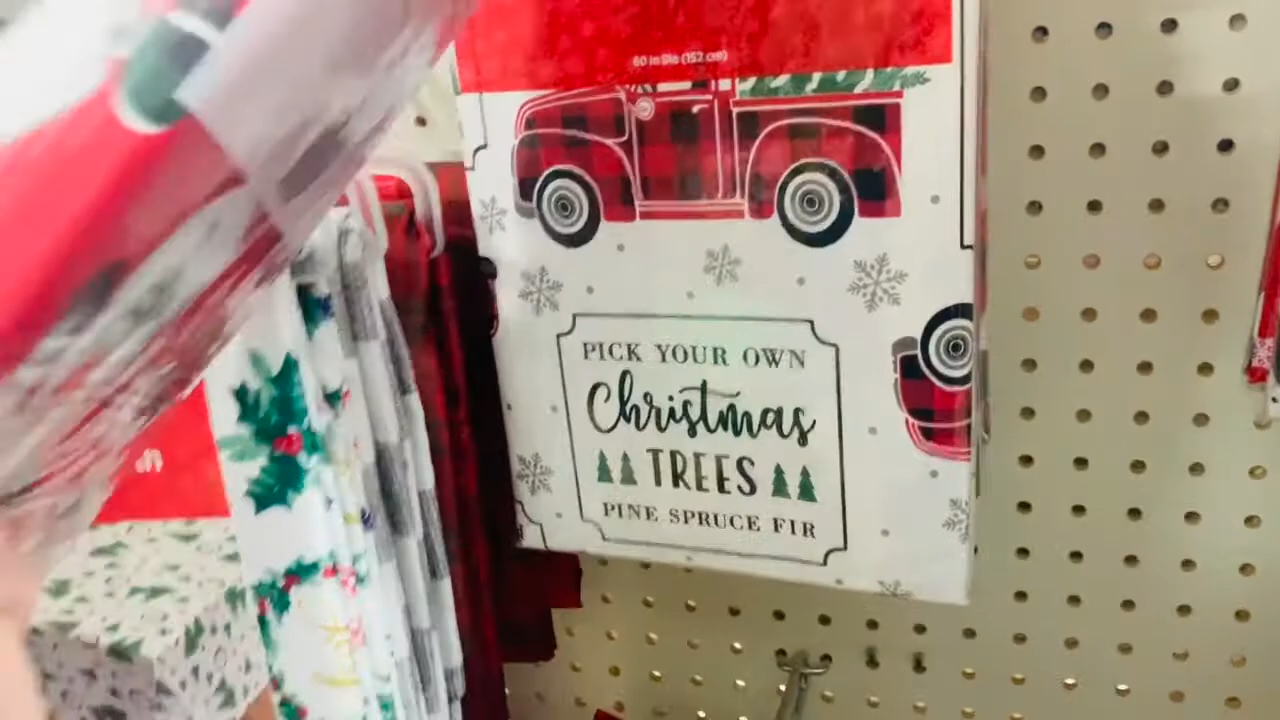 60 in Dia (152 cm)
PICK YOUR OWN
Christmas
TREES
PINE SPRUCE FIR